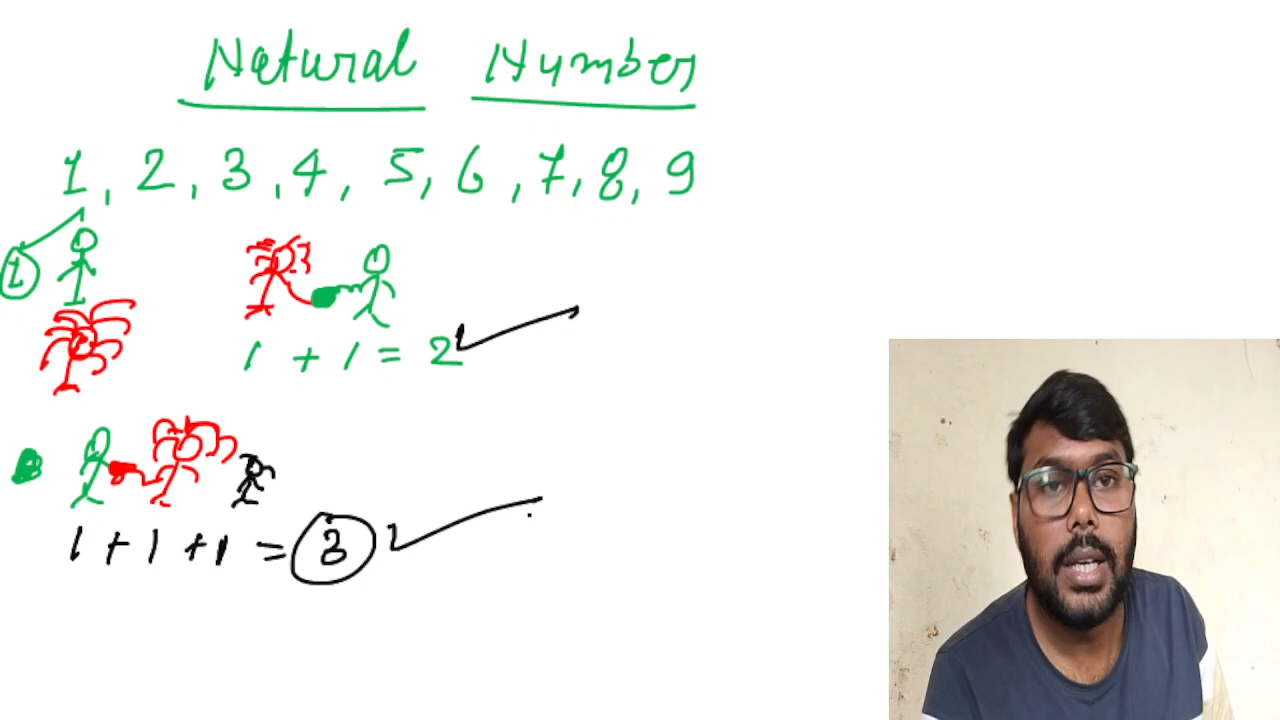 Natural Number
1, 2, 3, 4, 5, 6, 7, 8, 9
1
1 + 1 = 2
1 + 1 + 1 = 3